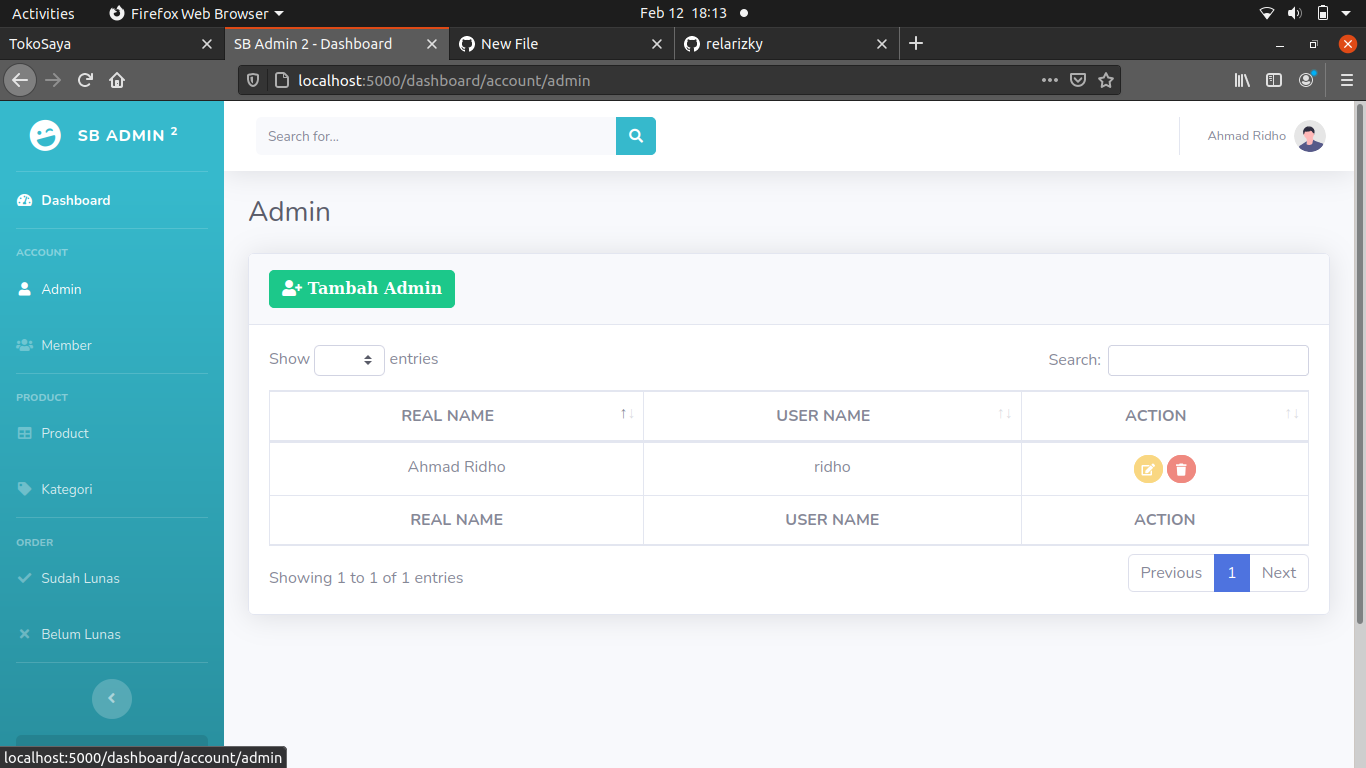 Activities Firefox Web Browser Feb 12 18:13
TokoSaya SB Admin 2 - Dashboard New File relarizky
localhost:5000/dashboard/account/admin
SB ADMIN 2
Search for...
Ahmad Ridho
Dashboard
ACCOUNT
Admin
Member
PRODUCT
Product
Kategori
ORDER
Sudah Lunas
Belum Lunas
Admin
Tambah Admin
Show entries Search:
REAL NAME USER NAME ACTION
Ahmad Ridho ridho
REAL NAME USER NAME ACTION
Showing 1 to 1 of 1 entries Previous 1 Next
localhost:5000/dashboard/account/admin